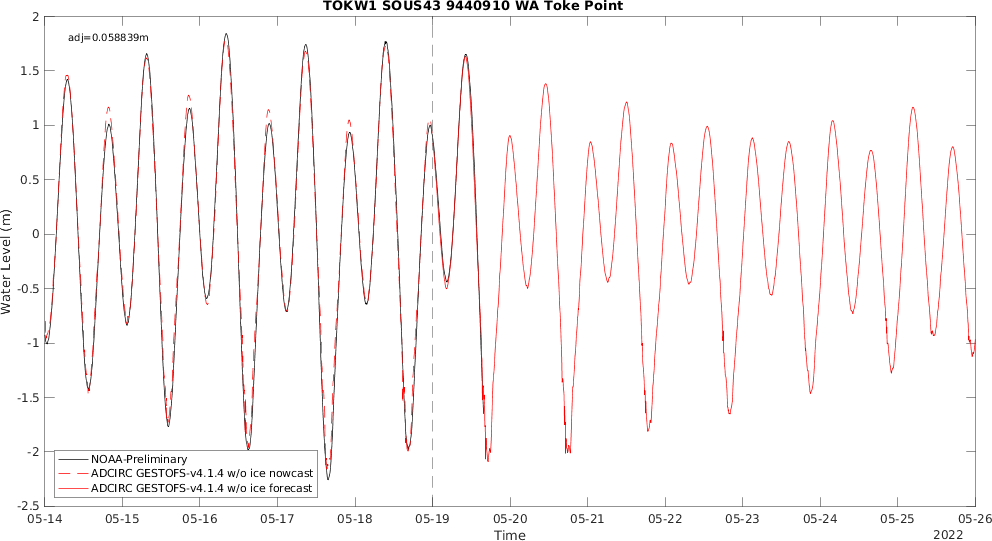 TOKW1 SOUS43 9440910 WA Toke Point
adj=0.058839m
2
1.5
1
0.5
0
-0.5
-1
-1.5
-2
-2.5
Water Level (m)
NOAA-Preliminary
ADCIRC GESTOFS-v4.1.4 w/o ice nowcast
ADCIRC GESTOFS-v4.1.4 w/o ice forecast
05-14 05-15 05-16 05-17 05-18 05-19 05-20 05-21 05-22 05-23 05-24 05-25 05-26
Time
2022